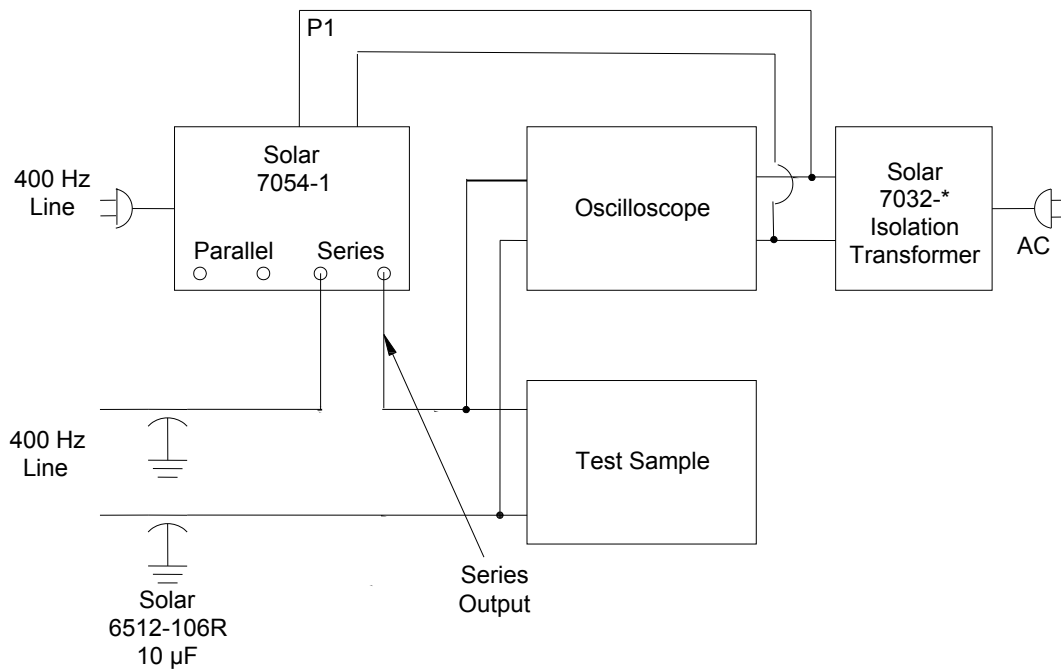 P1
Solar
7054-1
400 Hz
Line
Parallel
Series
Oscilloscope
Solar
7032-*
Isolation
Transformer
AC
400 Hz
Line
Test Sample
Series
Output
Solar
6512-106R
10 µF